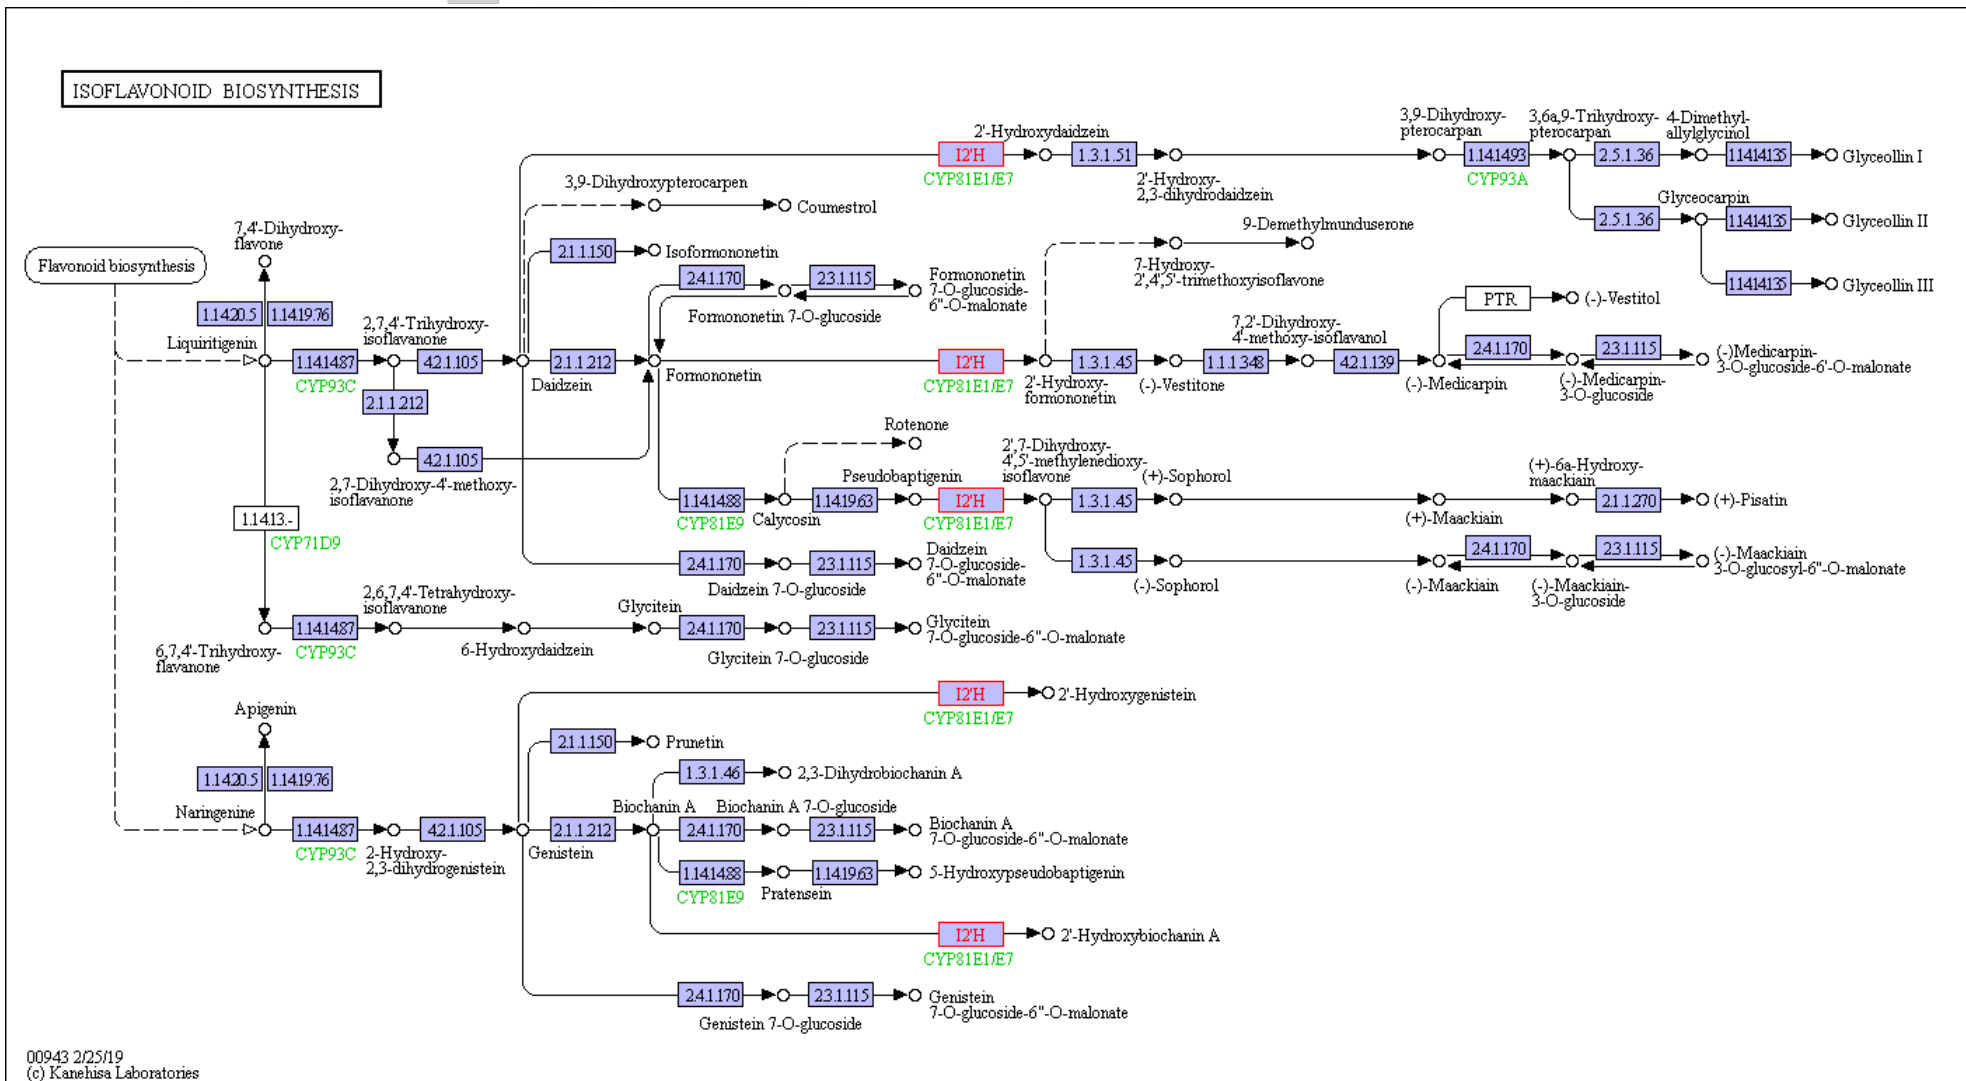 ISOFLAVONOID BIOSYNTHESIS
2'-Hydroxydaidzein
3,9-Dihydroxy-
pterocarpan
3,6a,9-Trihydroxy-
pterocarpan
4-Dimethyl-
allylglycinol
I2'H
1.3.1.51
1.14.14.93
2.5.1.36
1.14.14.135
Glyceollin I
CYP81E1/E7
2'-Hydroxy-
2,3-dihydrodaidzein
CYP93A
3,9-Dihydroxypterocarpen
Coumestrol
Glyceocarpin
2.5.1.36
1.14.14.135
Glyceollin II
7,4'-Dihydroxy-
flavone
9-Demethylmunduserone
2.1.1.150
Isoformononetin
Flavonoid biosynthesis
7-Hydroxy-
2',4',5'-trimethoxyisoflavone
2.4.1.170
2.3.1.115
Formononetin
7-O-glucoside-
6"-O-malonate
Formononetin 7-O-glucoside
1.14.14.135
Glyceollin III
PTR
(-)-Vestitol
1.14.20.5
1.14.19.76
Liquiritigenin
2,7,4'-Trihydroxy-
isoflavanone
7,2'-Dihydroxy-
4'-methoxy-isoflavanol
1.14.14.87
4.2.1.105
2.1.1.212
I2'H
1.3.1.45
1.1.1.348
4.2.1.139
2.4.1.170
2.3.1.115
(-)Medicarpin-
3-O-glucoside-6'-O-malonate
CYP93C
Daidzein
Formononetin
CYP81E1/E7
2'-Hydroxy-
formononetin
(-)-Vestitone
(-)-Medicarpin
(-)-Medicarpin-
3-O-glucoside
2.1.1.212
4.2.1.105
2,7-Dihydroxy-4'-methoxy-
isoflavanone
Rotenone
Pseudobaptigenin
2',7-Dihydroxy-
4',5'-methylenedioxy-
isoflavone
(+)-Sophorol
(+)-6a-Hydroxy-
maackiain
1.14.14.88
1.14.19.63
I2'H
1.3.1.45
2.1.1.270
(+)-Pisatin
CYP81E9
Calycosin
CYP81E1/E7
(+)-Maackiain
1.14.13.-
CYP71D9
2.4.1.170
2.3.1.115
Daidzein
7-O-glucoside-
6"-O-malonate
Daidzein 7-O-glucoside
1.3.1.45
(-)-Sophorol
(-)-Maackiain
2.4.1.170
2.3.1.115
(-)-Maackiain-
3-O-glucoside
(-)-Maackiain
3-O-glucosyl-6"-O-malonate
2,6,7,4'-Tetrahydroxy-
isoflavanone
Glycitein
1.14.14.87
2.4.1.170
2.3.1.115
Glycitein
7-O-glucoside-6"-O-malonate
6,7,4'-Trihydroxy-
flavanone
CYP93C
6-Hydroxydaidzein
Glycitein 7-O-glucoside
I2'H
2'-Hydroxygenistein
CYP81E1/E7
Apigenin
2.1.1.150
Prunetin
1.14.20.5
1.14.19.76
1.3.1.46
2,3-Dihydrobiochanin A
Naringenine
Biochanin A
Biochanin A 7-O-glucoside
1.14.14.87
4.2.1.105
2.1.1.212
2.4.1.170
2.3.1.115
Biochanin A
7-O-glucoside-6"-O-malonate
CYP93C
2-Hydroxy-
2,3-dihydrogenistein
Genistein
1.14.14.88
1.14.19.63
5-Hydroxypseudobaptigenin
CYP81E9
Pratensein
I2'H
2'-Hydroxybiochanin A
CYP81E1/E7
2.4.1.170
2.3.1.115
Genistein
7-O-glucoside-6"-O-malonate
Genistein 7-O-glucoside
00943 2/25/19
(c) Kanehisa Laboratories